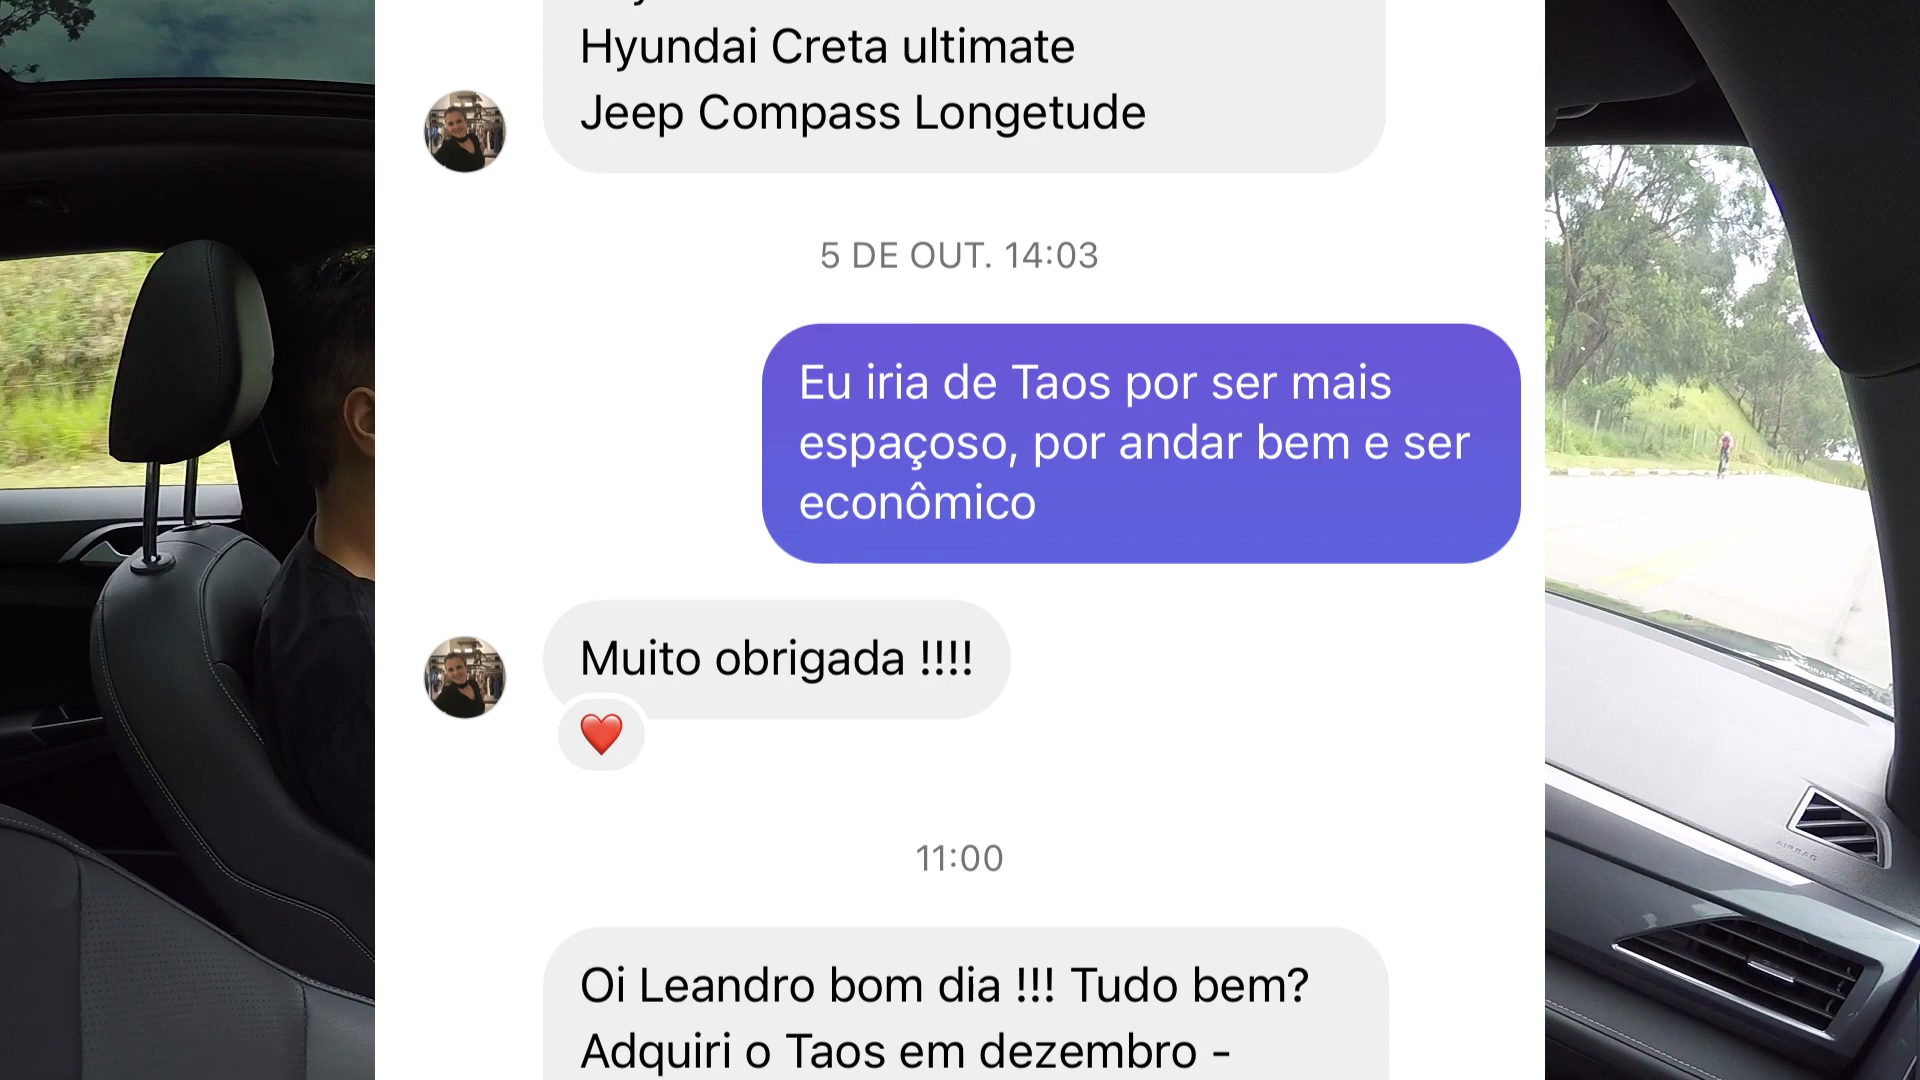 Hyundai Creta ultimate
Jeep Compass Longetude
5 DE OUT. 14:03
Eu iria de Taos por ser mais
espaçoso, por andar bem e ser
econômico
Muito obrigada !!!!
11:00
Oi Leandro bom dia !!! Tudo bem?
Adquiri o Taos em dezembro -
AIRBAG